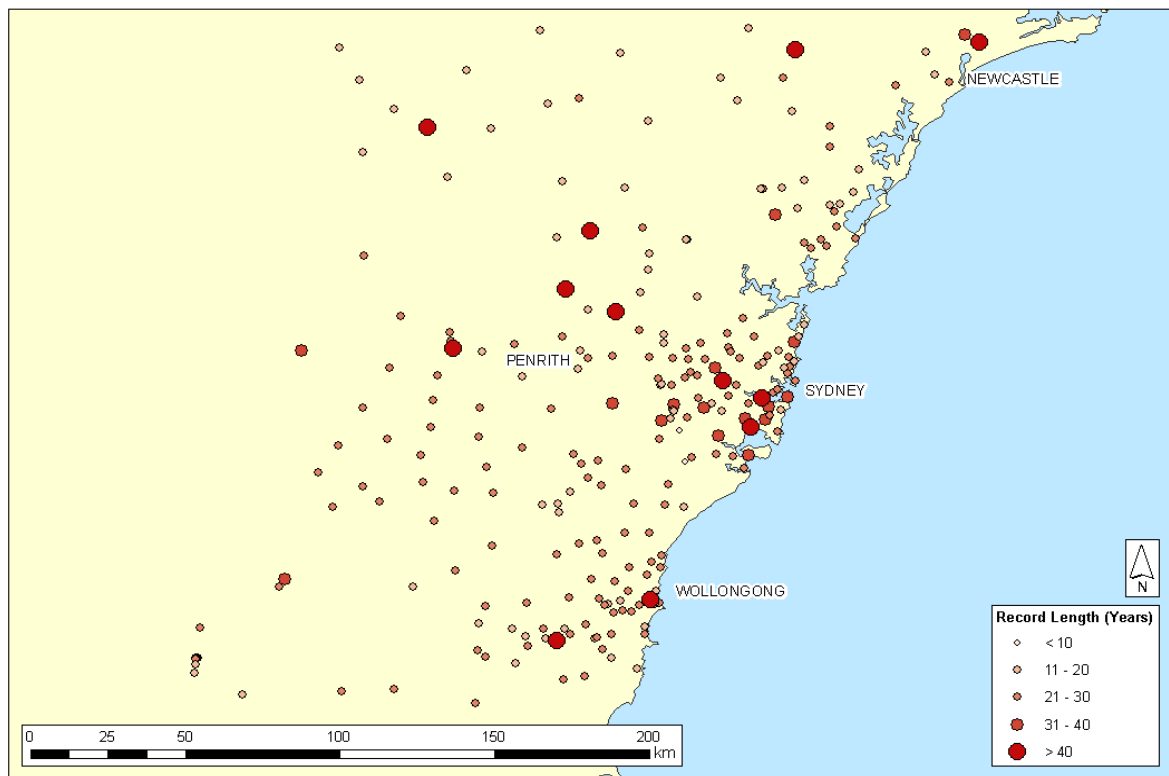 NEWCASTLE
PENRITH
SYDNEY
WOLLONGONG
N
Record Length (Years)
< 10
11 - 20
21 - 30
31 - 40
> 40
0 25 50 100 150 200
km